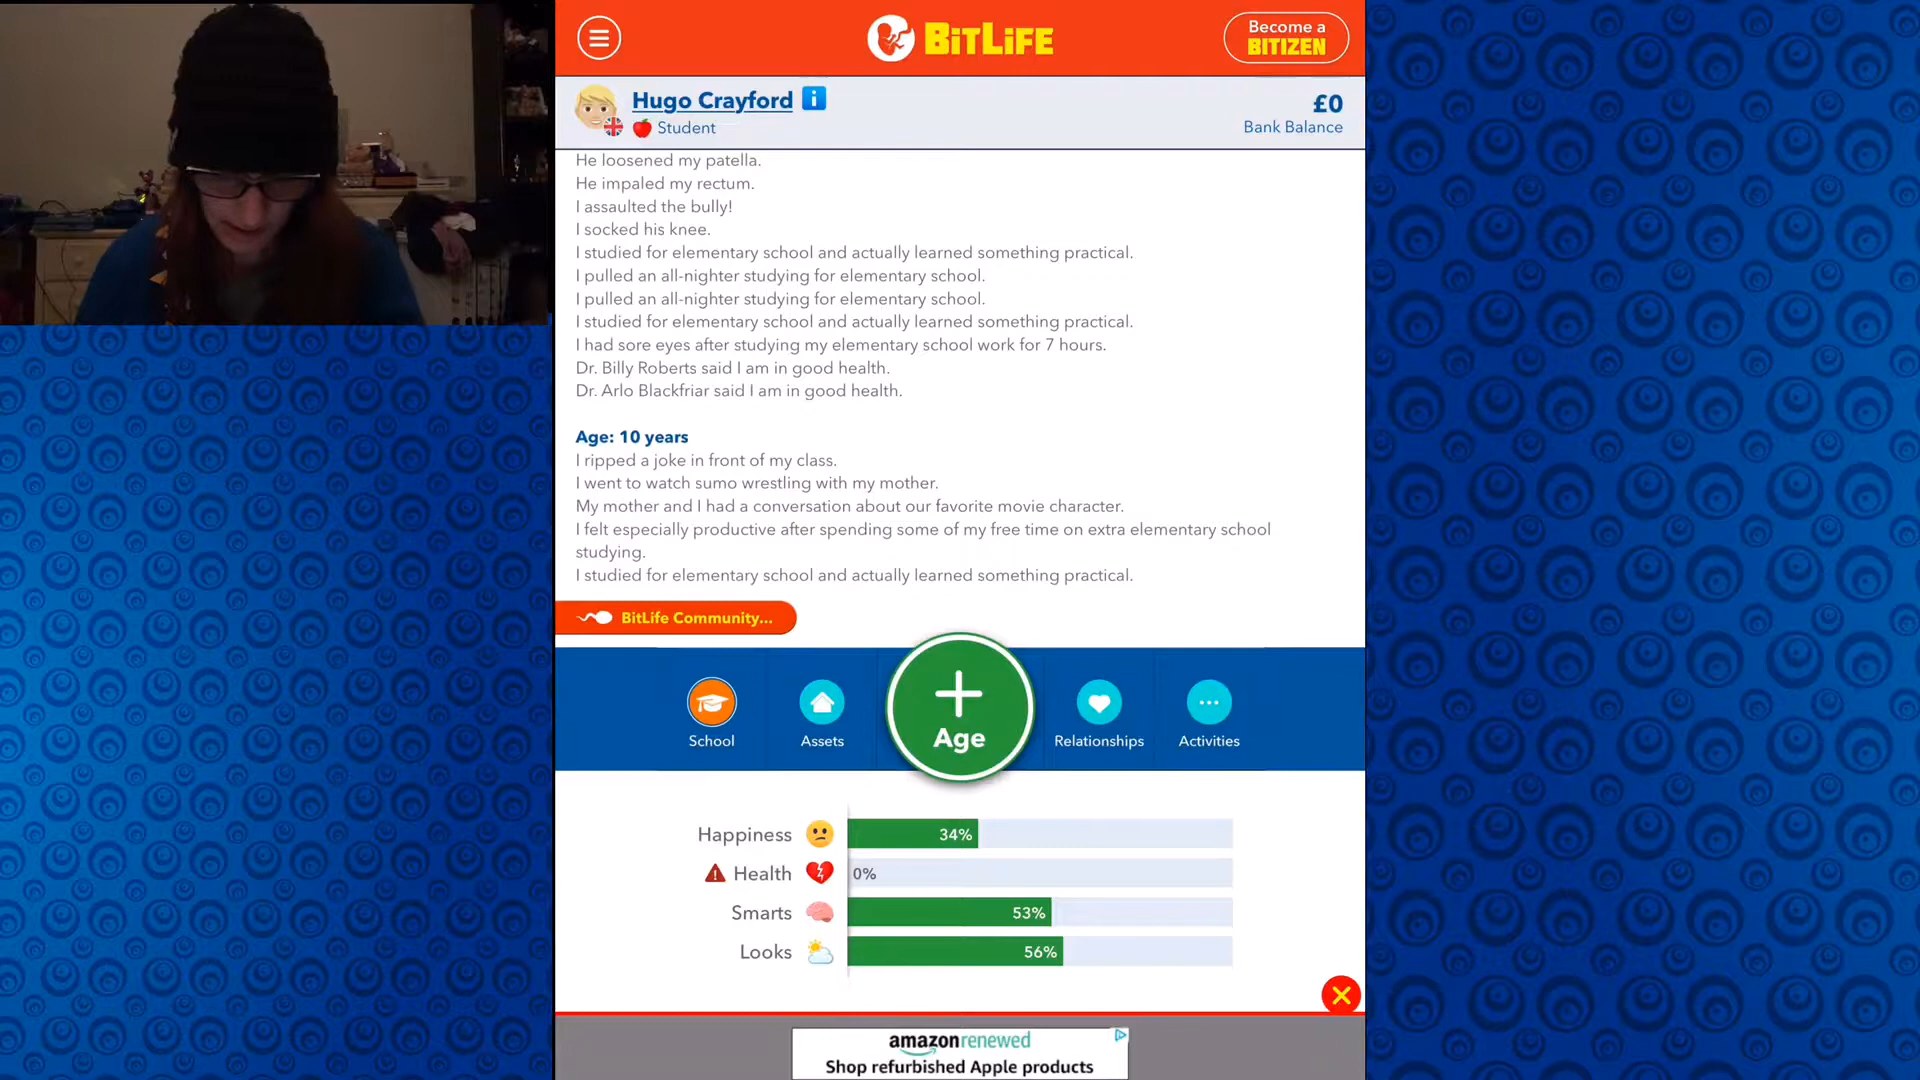 BITLIFE
Become a
BITIZEN
Hugo Crayford
Student
£0
Bank Balance
He loosened my patella.
He impaled my rectum.
I assaulted the bully!
I socked his knee.
I studied for elementary school and actually learned something practical.
I pulled an all-nighter studying for elementary school.
I pulled an all-nighter studying for elementary school.
I studied for elementary school and actually learned something practical.
I had sore eyes after studying my elementary school work for 7 hours.
Dr. Billy Roberts said I am in good health.
Dr. Arlo Blackfriar said I am in good health.
Age: 10 years
I ripped a joke in front of my class.
I went to watch sumo wrestling with my mother.
My mother and I had a conversation about our favorite movie character.
I felt especially productive after spending some of my free time on extra elementary school
studying.
I studied for elementary school and actually learned something practical.
BitLife Community...
School
Assets
Age
Relationships
Activities
Happiness 34%
Health 0%
Smarts 53%
Looks 56%
amazonrenewed
Shop refurbished Apple products